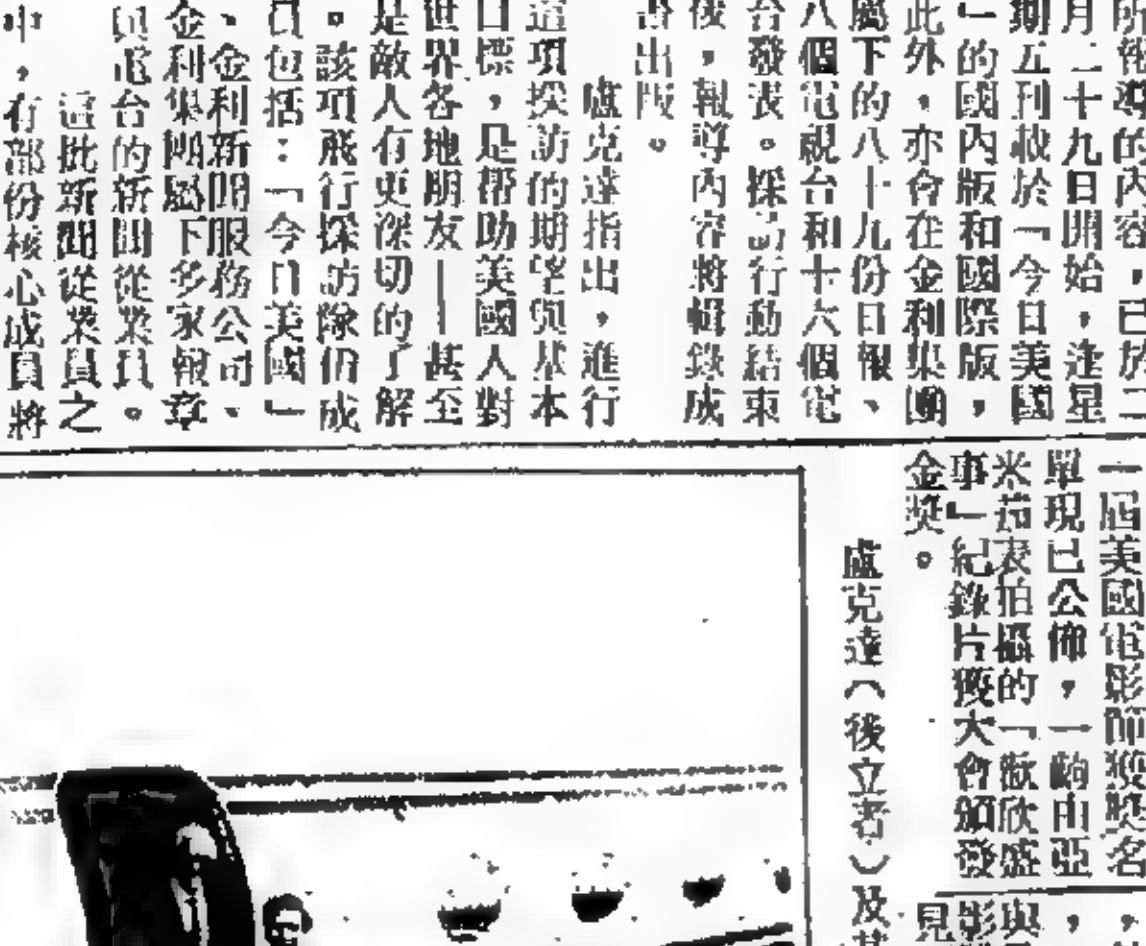 所報導的內容,已於二
月二十九日開始,逢星
期五刊載於「今日美國
」的國內版和國際版,
此外,亦會在金利集團
屬下的八十九份日報、
八個電視台和十六個電
台發表。採訪行動結束
後,報導內容將輯錄成
書出版。
盧克達指出,進行
這項採訪的期望與基本
目標,是幫助美國人對
世界各地朋友——甚至
是敵人有更深切的了解
。該項飛行採訪隊伍成
員包括:「今日美國」
、金利新聞服務公司、
金利集團屬下多家報章
與電台的新聞從業員。
這批新聞從業員之
中,有部份核心成員將
一屆美國電影節獲獎名
單現已公佈,一齣由亞
米茄表拍攝的「歡欣盛
事」紀錄片獲大會頒發
金獎。
盧克達(後立者)及其
,
,
與
影
見